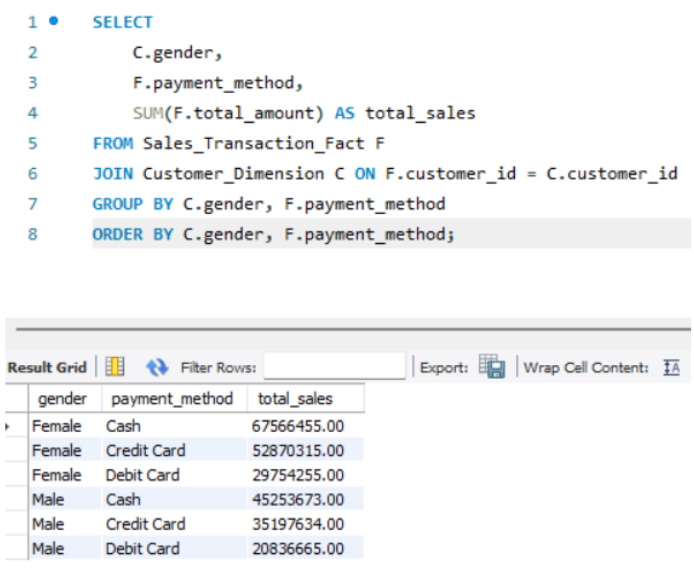 1 SELECT
2 C.gender,
3 F.payment_method,
4 SUM(F.total_amount) AS total_sales
5 FROM Sales_Transaction_Fact F
6 JOIN Customer_Dimension C ON F.customer_id = C.customer_id
7 GROUP BY C.gender, F.payment_method
8 ORDER BY C.gender, F.payment_method;
Result Grid Filter Rows: Export: Wrap Cell Content: IA
gender payment_method total_sales
Female Cash 67566455.00
Female Credit Card 52870315.00
Female Debit Card 29754255.00
Male Cash 45253673.00
Male Credit Card 35197634.00
Male Debit Card 20836665.00